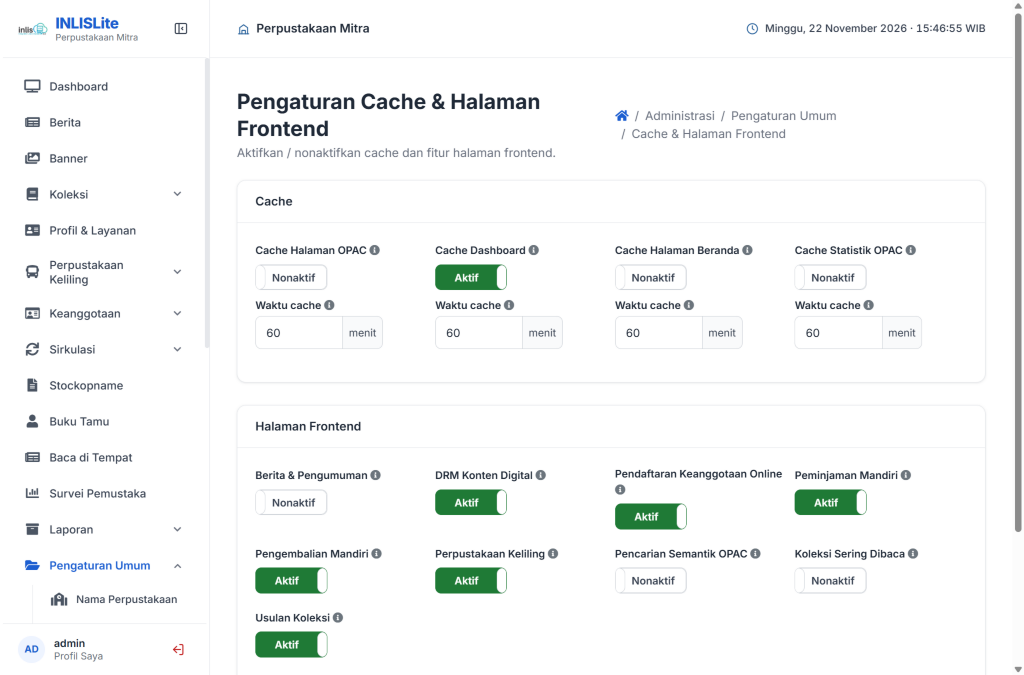 inlis
INLISLite
Perpustakaan Mitra
Perpustakaan Mitra
Minggu, 22 November 2026 · 15:46:55 WIB
Dashboard
Berita
Banner
Koleksi
Profil & Layanan
Perpustakaan
Keliling
Keanggotaan
Sirkulasi
Stockopname
Buku Tamu
Baca di Tempat
Survei Pemustaka
Laporan
Pengaturan Umum
Nama Perpustakaan
AD
admin
Profil Saya
Pengaturan Cache & Halaman
Frontend
Aktifkan / nonaktifkan cache dan fitur halaman frontend.
/ Administrasi / Pengaturan Umum
/ Cache & Halaman Frontend
Cache
Cache Halaman OPAC Cache Dashboard Cache Halaman Beranda Cache Statistik OPAC
Nonaktif Aktif Nonaktif Nonaktif
Waktu cache Waktu cache Waktu cache Waktu cache
60 menit 60 menit 60 menit 60 menit
Halaman Frontend
Berita & Pengumuman DRM Konten Digital Pendaftaran Keanggotaan Online Peminjaman Mandiri
Nonaktif Aktif Aktif Aktif
Pengembalian Mandiri Perpustakaan Keliling Pencarian Semantik OPAC Koleksi Sering Dibaca
Aktif Aktif Nonaktif Nonaktif
Usulan Koleksi
Aktif